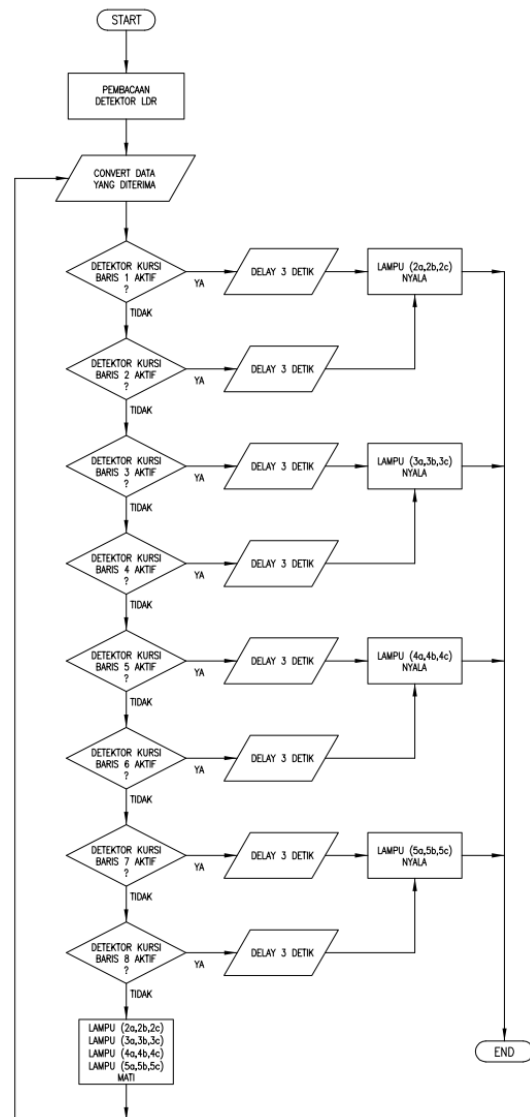 START
PEMBACAAN
DETEKTOR LDR
CONVERT DATA
YANG DITERIMA
DETEKTOR KURSI
BARIS 1 AKTIF
?
YA
DELAY 3 DETIK
LAMPU (2a,2b,2c)
NYALA
TIDAK
DETEKTOR KURSI
BARIS 2 AKTIF
?
YA
DELAY 3 DETIK
TIDAK
DETEKTOR KURSI
BARIS 3 AKTIF
?
YA
DELAY 3 DETIK
LAMPU (3a,3b,3c)
NYALA
TIDAK
DETEKTOR KURSI
BARIS 4 AKTIF
?
YA
DELAY 3 DETIK
TIDAK
DETEKTOR KURSI
BARIS 5 AKTIF
?
YA
DELAY 3 DETIK
LAMPU (4a,4b,4c)
NYALA
TIDAK
DETEKTOR KURSI
BARIS 6 AKTIF
?
YA
DELAY 3 DETIK
TIDAK
DETEKTOR KURSI
BARIS 7 AKTIF
?
YA
DELAY 3 DETIK
LAMPU (5a,5b,5c)
NYALA
TIDAK
DETEKTOR KURSI
BARIS 8 AKTIF
?
YA
DELAY 3 DETIK
TIDAK
LAMPU (2a,2b,2c)
LAMPU (3a,3b,3c)
LAMPU (4a,4b,4c)
LAMPU (5a,5b,5c)
MATI
END